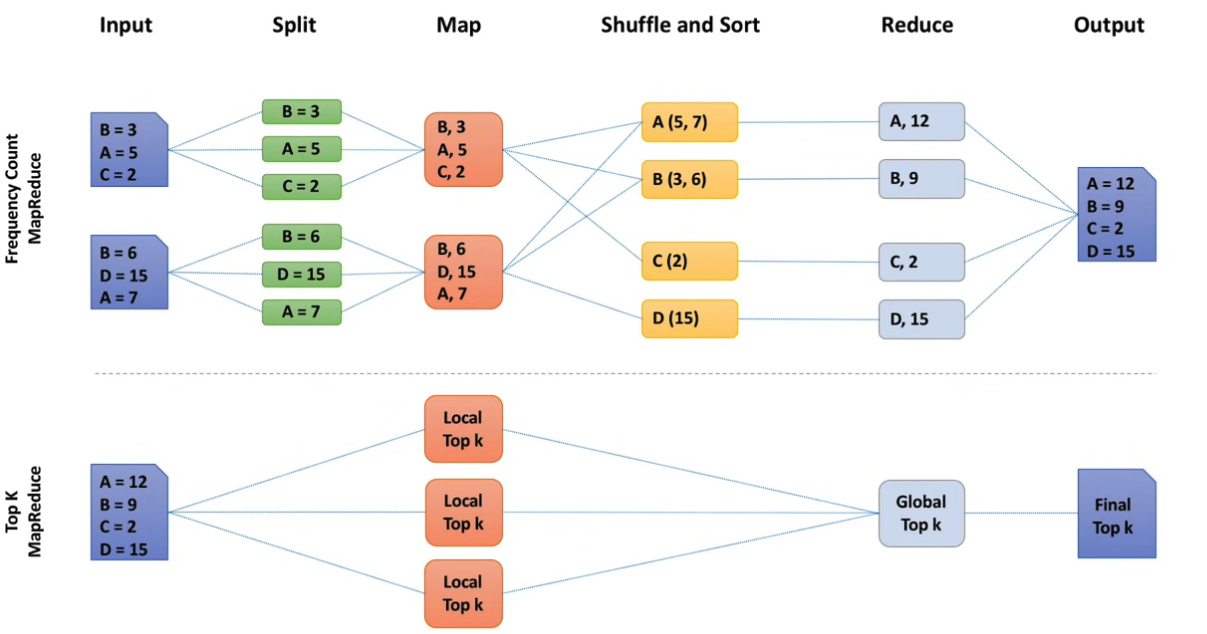 Input
Split
Map
Shuffle and Sort
Reduce
Output
Frequency Count
MapReduce
B = 3
A = 5
C = 2
B = 6
D = 15
A = 7
B = 3
A = 5
C = 2
B = 6
D = 15
A = 7
B, 3
A, 5
C, 2
B, 6
D, 15
A, 7
A (5, 7)
B (3, 6)
C (2)
D (15)
A, 12
B, 9
C, 2
D, 15
A = 12
B = 9
C = 2
D = 15
Top K
MapReduce
A = 12
B = 9
C = 2
D = 15
Local
Top k
Local
Top k
Local
Top k
Global
Top k
Final
Top k